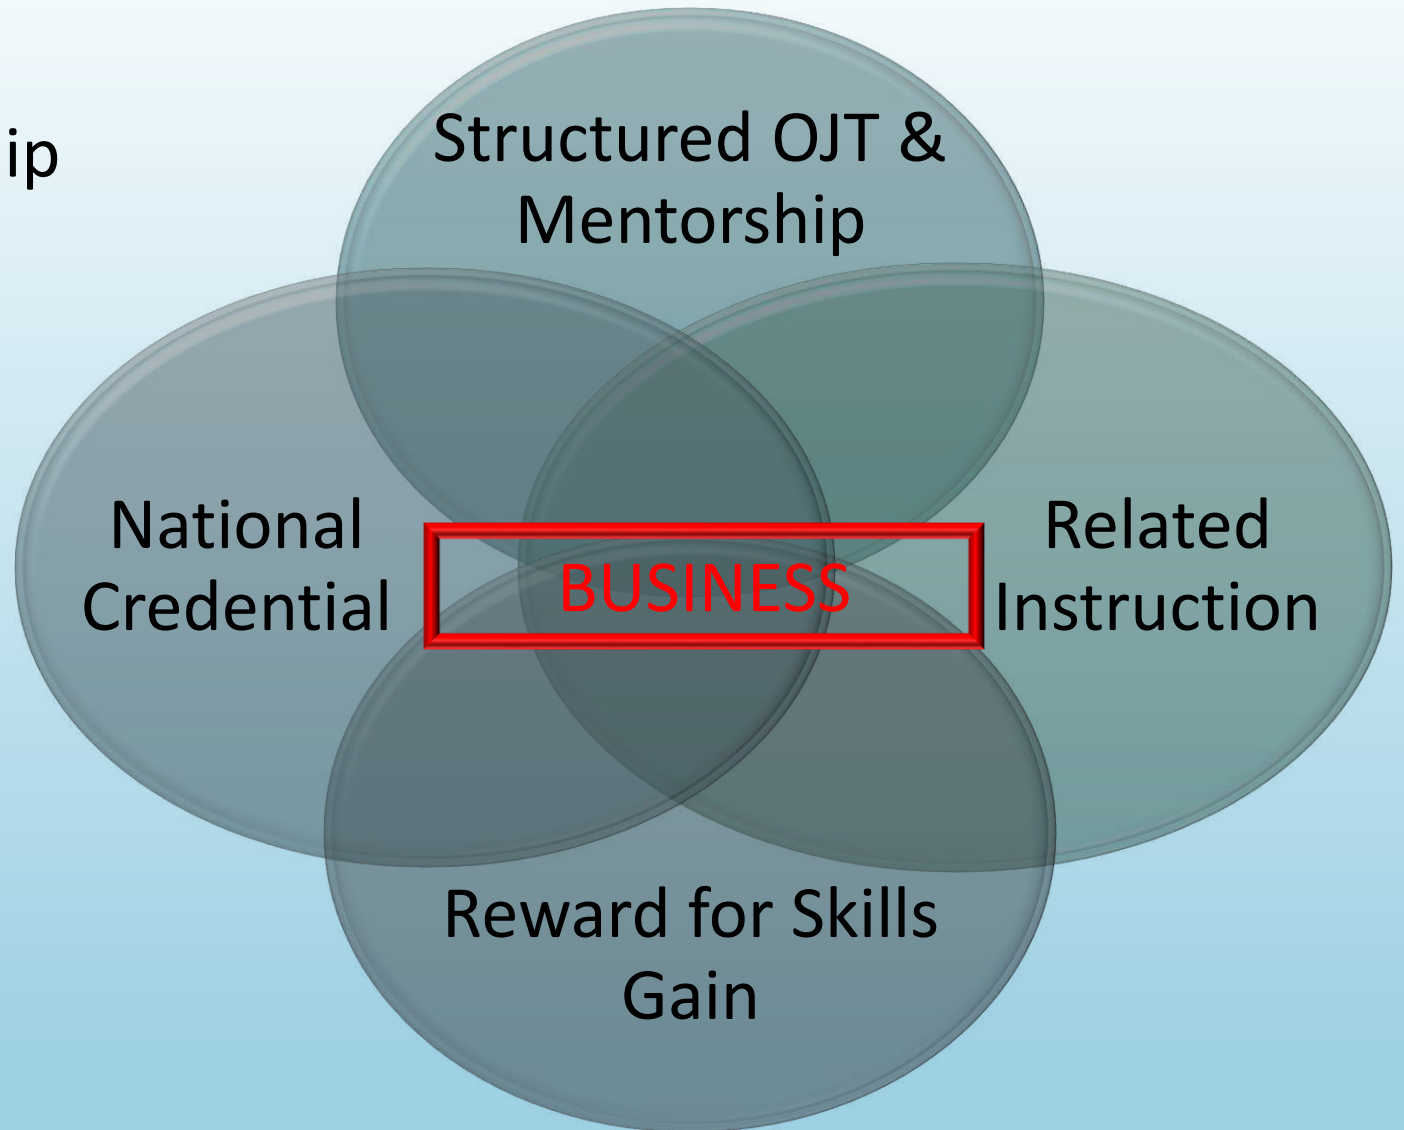 ip
Structured OJT &
Mentorship
National
Credential
BUSINESS
Related
Instruction
Reward for Skills
Gain